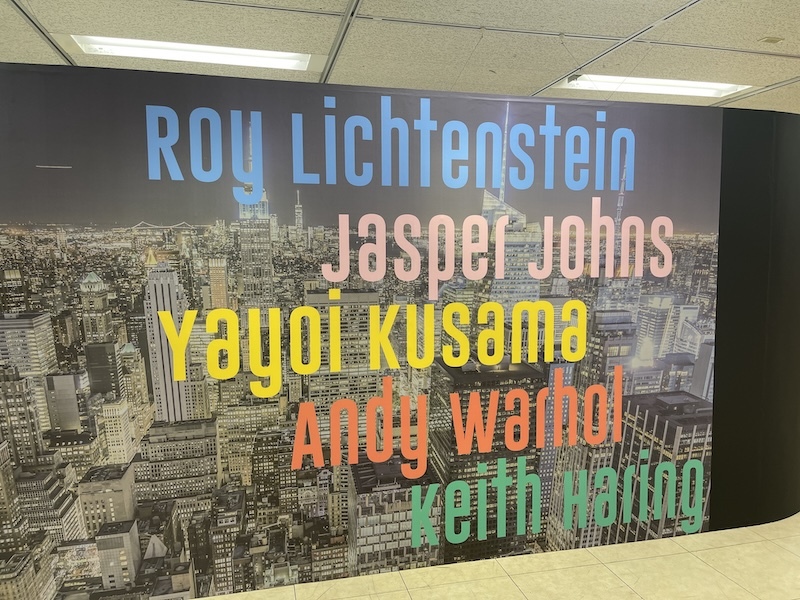 Roy Lichtenstein
Jasper Johns
Yayoi Kusama
Andy Warhol
Keith Haring